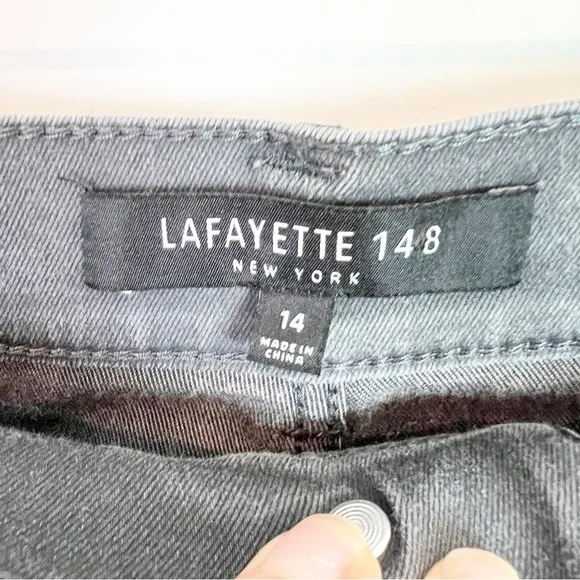 LAFAYETTE 148
NEW YORK
14
MADE IN
CHINA